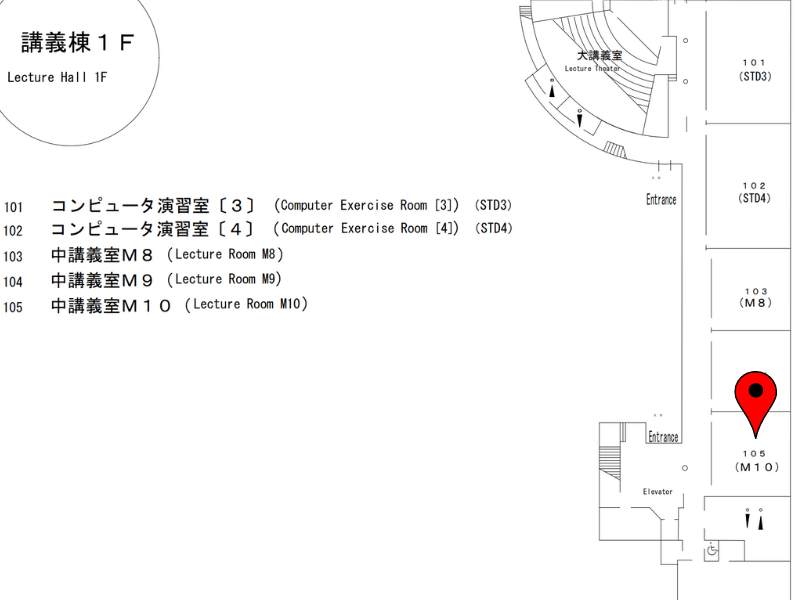 講義棟１Ｆ
Lecture Hall 1F
大講義室
Lecture Theater
101
(STD3)
102
(STD4)
Entrance
101 コンピュータ演習室〔３〕 (Computer Exercise Room [3]) (STD3)
102 コンピュータ演習室〔４〕 (Computer Exercise Room [4]) (STD4)
103 中講義室Ｍ８ (Lecture Room M8)
104 中講義室Ｍ９ (Lecture Room M9)
105 中講義室Ｍ１０ (Lecture Room M10)
103
(Ｍ８)
Entrance
105
(Ｍ１０)
Elevator